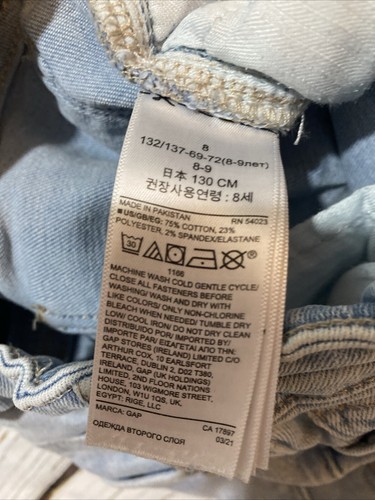 8
132/137-69-72(8-9лет)
8-9
日本 130 CM
권장사용연령 : 8세
MADE IN PAKISTAN RN 54023
■ US/GB/EG: 75% COTTON, 23%
POLYESTER, 2% SPANDEX/ELASTANE
30
1166
MACHINE WASH COLD GENTLE CYCLE/
CLOSE ALL FASTENERS BEFORE
WASHING/ WASH AND DRY WITH
LIKE COLORS/ ONLY NON-CHLORINE
BLEACH WHEN NEEDED/ TUMBLE DRY
LOW/ COOL IRON/ DO NOT DRY CLEAN
DISTRIBUIDO POR/ IMPORTED BY/
IMPORTE PAR/ ΕΙΣΑΓΕΤΑΙ ΑΠΟ ΤΗΝ:
GAP STORES (IRELAND) LIMITED C/O
ARTHUR COX, 10 EARLSFORT
TERRACE, DUBLIN 2, D02 T380,
IRELAND, GAP (UK HOLDINGS)
LIMITED, 2ND FLOOR NATIONS
HOUSE, 103 WIGMORE STREET,
LONDON, W1U 1QS, UK,
EGYPT: RIGE, LLC
MARCA: GAP CA 17897
03/21
ОДЕЖДА ВТОРОГО СЛОЯ